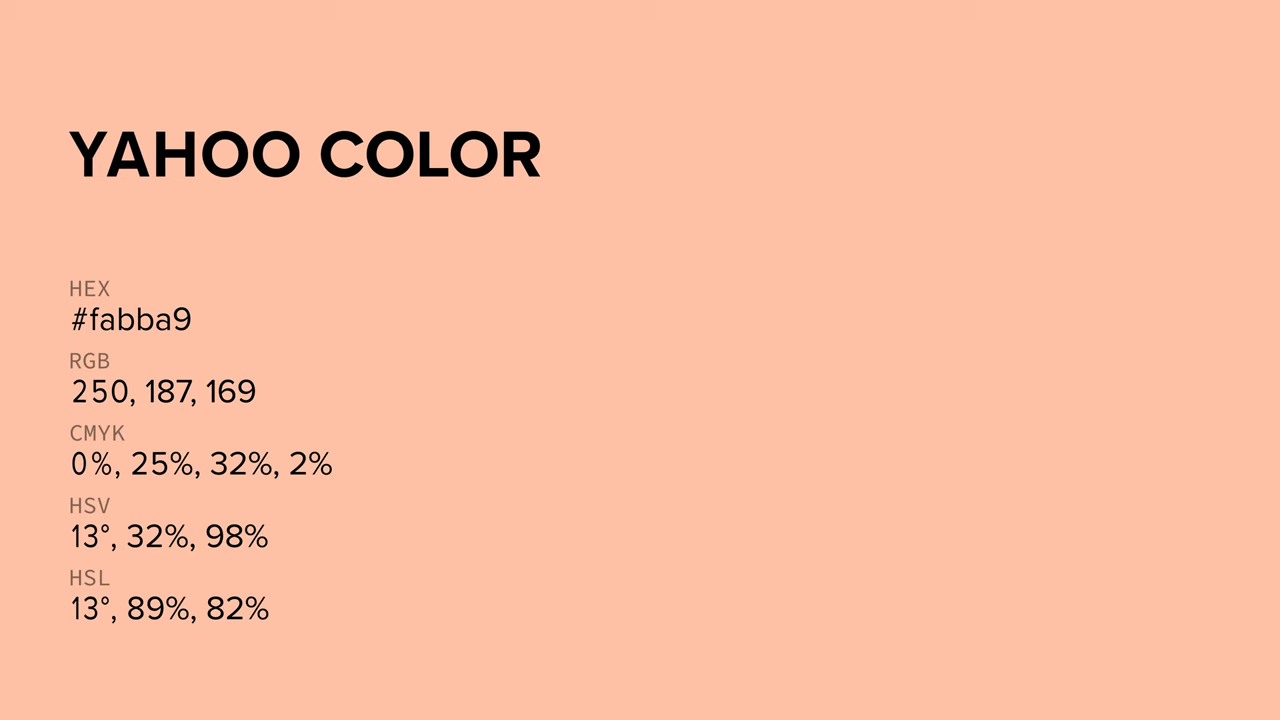 YAHOO COLOR
HEX
#fabba9
RGB
250, 187, 169
CMYK
0%, 25%, 32%, 2%
HSV
13°, 32%, 98%
HSL
13°, 89%, 82%